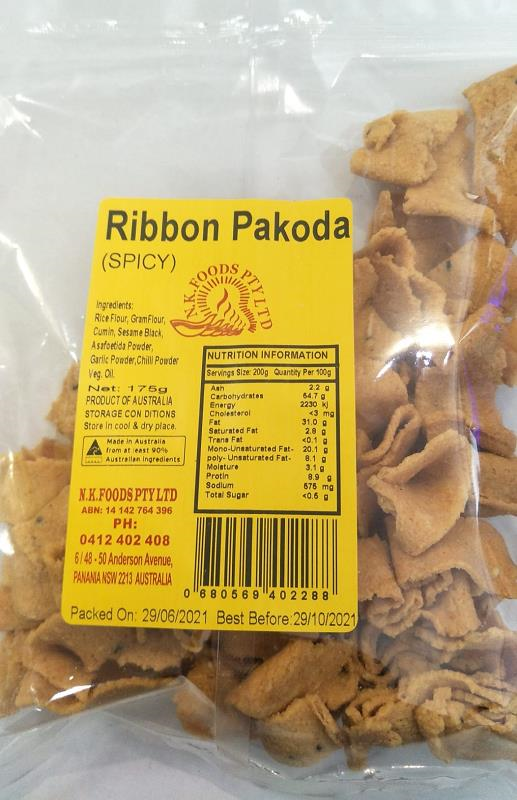 Ribbon Pakoda
(SPICY)
N.K.FOODS PTY LTD
Ingredients:
Rice Flour, GramFlour,
Cumin, Sesame Black,
Asafoetida Powder,
Garlic Powder,Chilli Powder
Veg. Oil.
Net: 175g
PRODUCT OF AUSTRALIA
STORAGE CON DITIONS
Store in cool & dry place.
Made in Australia
from at least 90%
Australian ingredients
N.K.FOODS PTY LTD
ABN: 14 142 764 396
PH:
0412 402 408
6 / 48 - 50 Anderson Avenue,
PANANIA NSW 2213 AUSTRALIA
NUTRITION INFORMATION
Servings Size: 200g Quantity Per 100g
Ash 2.2 g
Carbohydrates 54.7 g
Energy 2230 kj
Cholesterol <3 mg
Fat 31.0 g
Saturated Fat 2.8 g
Trans Fat <0.1 g
Mono-Unsaturated Fat- 20.1 g
poly- Unsaturated Fat- 8.1 g
Moisture 3.1 g
Protin 8.9 g
Sodium 575 mg
Total Sugar <0.5 g
0 680569 402288
Packed On: 29/06/2021 Best Before:29/10/2021